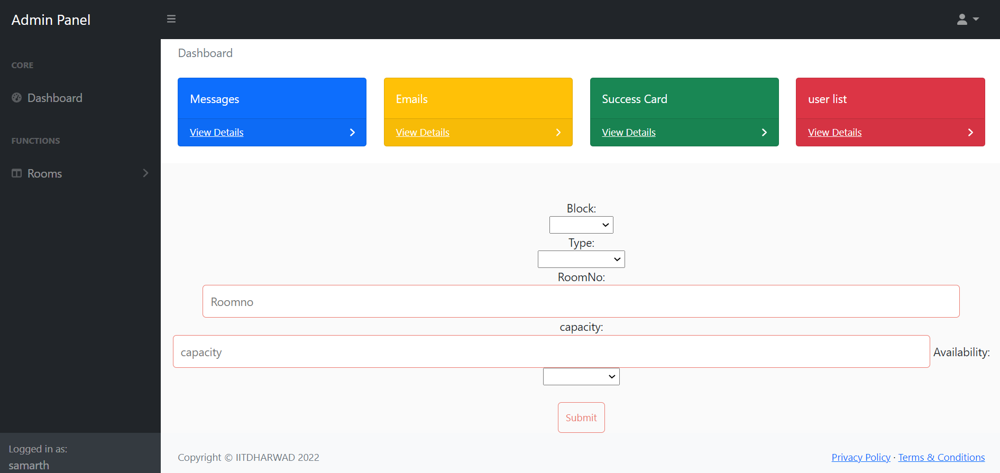 Admin Panel
CORE
Dashboard
FUNCTIONS
Rooms
Logged in as:
samarth
Dashboard
Messages
View Details
Emails
View Details
Success Card
View Details
user list
View Details
Block:
Type:
RoomNo:
Roomno
capacity:
capacity
Availability:
Submit
Copyright © IITDHARWAD 2022
Privacy Policy · Terms & Conditions